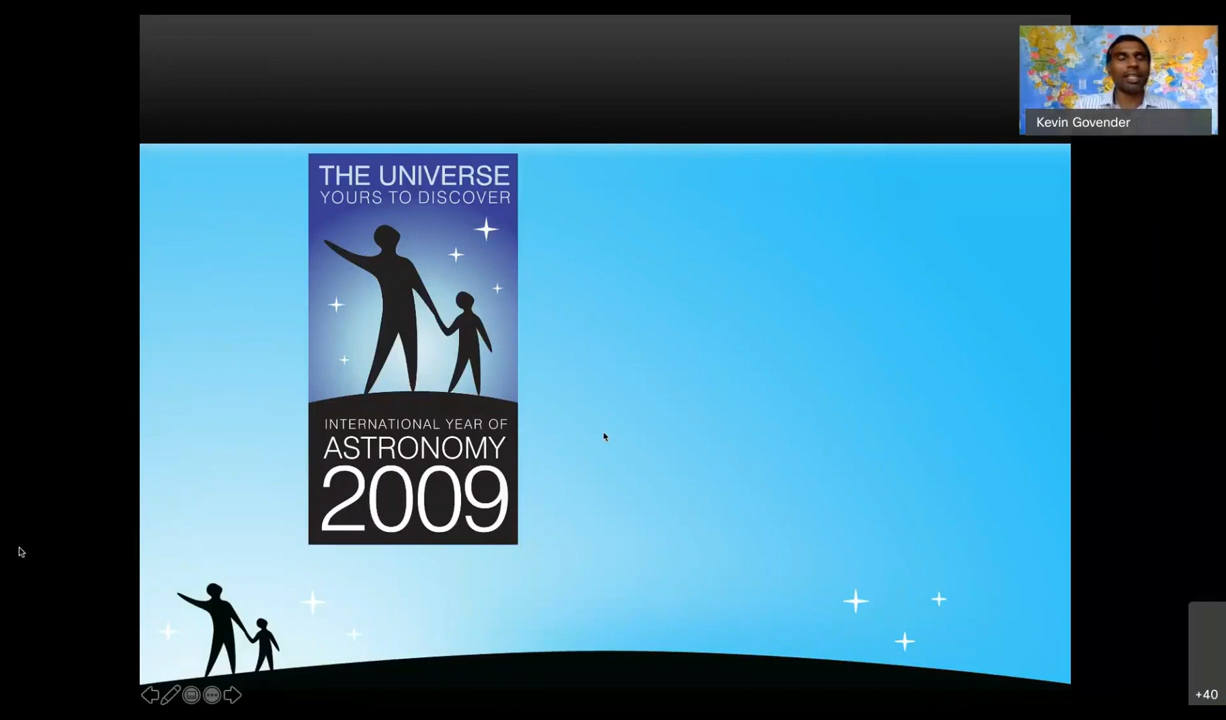 Kevin Govender
THE UNIVERSE
YOURS TO DISCOVER
INTERNATIONAL YEAR OF
ASTRONOMY
2009
+40